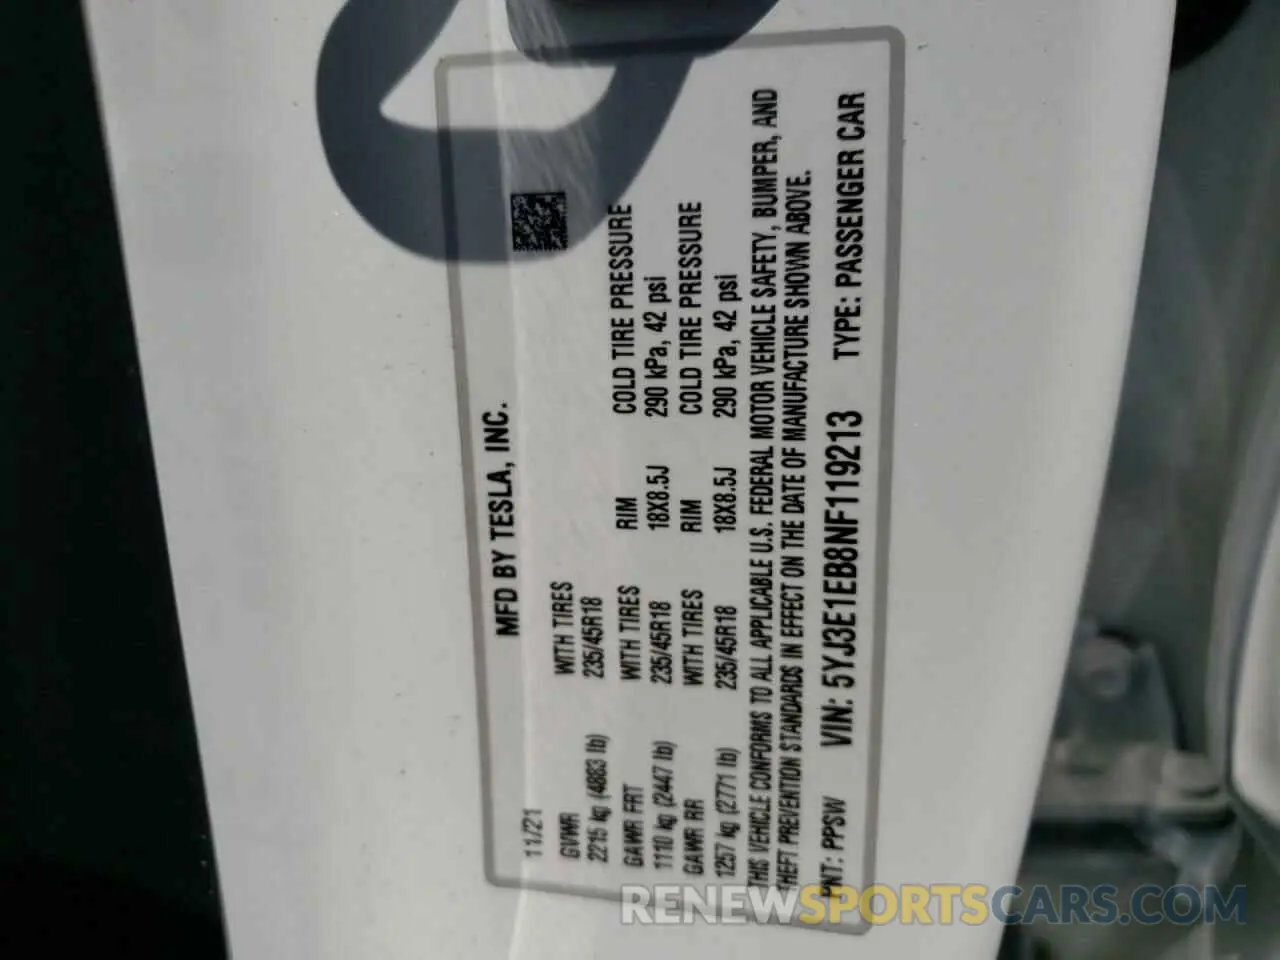 MFD BY TESLA, INC.
11/21
GVWR WITH TIRES
2215 kg (4883 lb) 235/45R18
GAWR FRT WITH TIRES RIM COLD TIRE PRESSURE
1110 kg (2447 lb) 235/45R18 18X8.5J 290 kPa, 42 psi
GAWR RR WITH TIRES RIM COLD TIRE PRESSURE
1257 kg (2771 lb) 235/45R18 18X8.5J 290 kPa, 42 psi
THIS VEHICLE CONFORMS TO ALL APPLICABLE U.S. FEDERAL MOTOR VEHICLE SAFETY, BUMPER, AND
THEFT PREVENTION STANDARDS IN EFFECT ON THE DATE OF MANUFACTURE SHOWN ABOVE.
PNT: PPSW VIN: 5YJ3E1EB8NF119213 TYPE: PASSENGER CAR
RENEWSPORTSCARS.COM